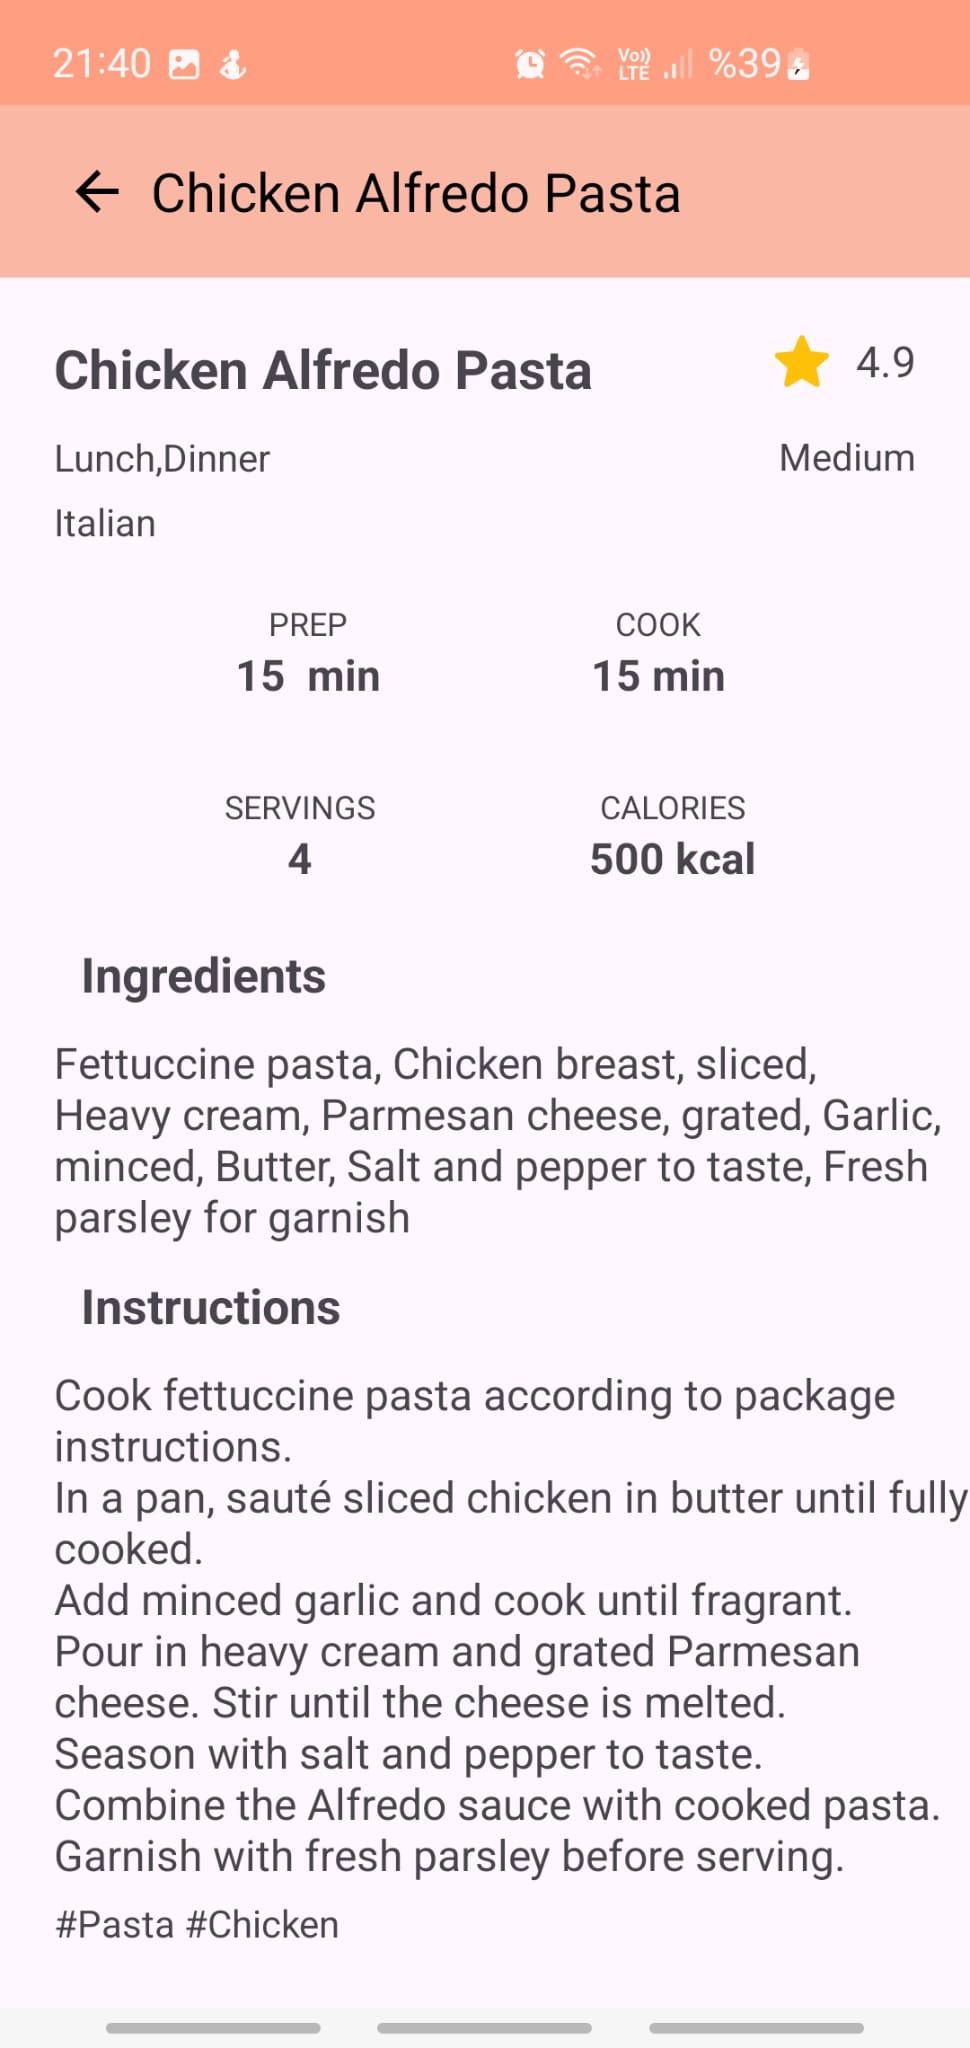 21:40 Vo)) LTE %39
Chicken Alfredo Pasta
Chicken Alfredo Pasta 4.9
Lunch,Dinner Medium
Italian
PREP COOK
15 min 15 min
SERVINGS CALORIES
4 500 kcal
Ingredients
Fettuccine pasta, Chicken breast, sliced,
Heavy cream, Parmesan cheese, grated, Garlic,
minced, Butter, Salt and pepper to taste, Fresh
parsley for garnish
Instructions
Cook fettuccine pasta according to package
instructions.
In a pan, sauté sliced chicken in butter until fully
cooked.
Add minced garlic and cook until fragrant.
Pour in heavy cream and grated Parmesan
cheese. Stir until the cheese is melted.
Season with salt and pepper to taste.
Combine the Alfredo sauce with cooked pasta.
Garnish with fresh parsley before serving.
#Pasta #Chicken